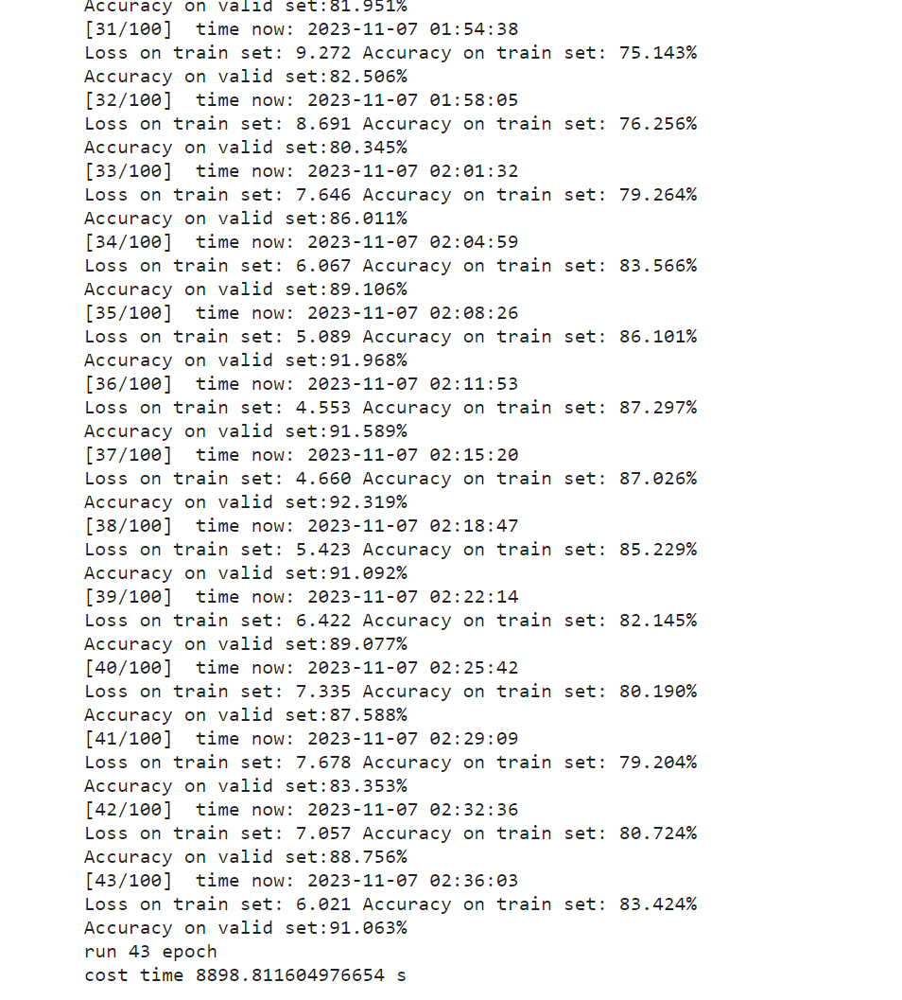 Accuracy on valid set:81.951%
[31/100]  time now: 2023-11-07 01:54:38
Loss on train set: 9.272 Accuracy on train set: 75.143%
Accuracy on valid set:82.506%
[32/100]  time now: 2023-11-07 01:58:05
Loss on train set: 8.691 Accuracy on train set: 76.256%
Accuracy on valid set:80.345%
[33/100]  time now: 2023-11-07 02:01:32
Loss on train set: 7.646 Accuracy on train set: 79.264%
Accuracy on valid set:86.011%
[34/100]  time now: 2023-11-07 02:04:59
Loss on train set: 6.067 Accuracy on train set: 83.566%
Accuracy on valid set:89.106%
[35/100]  time now: 2023-11-07 02:08:26
Loss on train set: 5.089 Accuracy on train set: 86.101%
Accuracy on valid set:91.968%
[36/100]  time now: 2023-11-07 02:11:53
Loss on train set: 4.553 Accuracy on train set: 87.297%
Accuracy on valid set:91.589%
[37/100]  time now: 2023-11-07 02:15:20
Loss on train set: 4.660 Accuracy on train set: 87.026%
Accuracy on valid set:92.319%
[38/100]  time now: 2023-11-07 02:18:47
Loss on train set: 5.423 Accuracy on train set: 85.229%
Accuracy on valid set:91.092%
[39/100]  time now: 2023-11-07 02:22:14
Loss on train set: 6.422 Accuracy on train set: 82.145%
Accuracy on valid set:89.077%
[40/100]  time now: 2023-11-07 02:25:42
Loss on train set: 7.335 Accuracy on train set: 80.190%
Accuracy on valid set:87.588%
[41/100]  time now: 2023-11-07 02:29:09
Loss on train set: 7.678 Accuracy on train set: 79.204%
Accuracy on valid set:83.353%
[42/100]  time now: 2023-11-07 02:32:36
Loss on train set: 7.057 Accuracy on train set: 80.724%
Accuracy on valid set:88.756%
[43/100]  time now: 2023-11-07 02:36:03
Loss on train set: 6.021 Accuracy on train set: 83.424%
Accuracy on valid set:91.063%
run 43 epoch
cost time 8898.811604976654 s